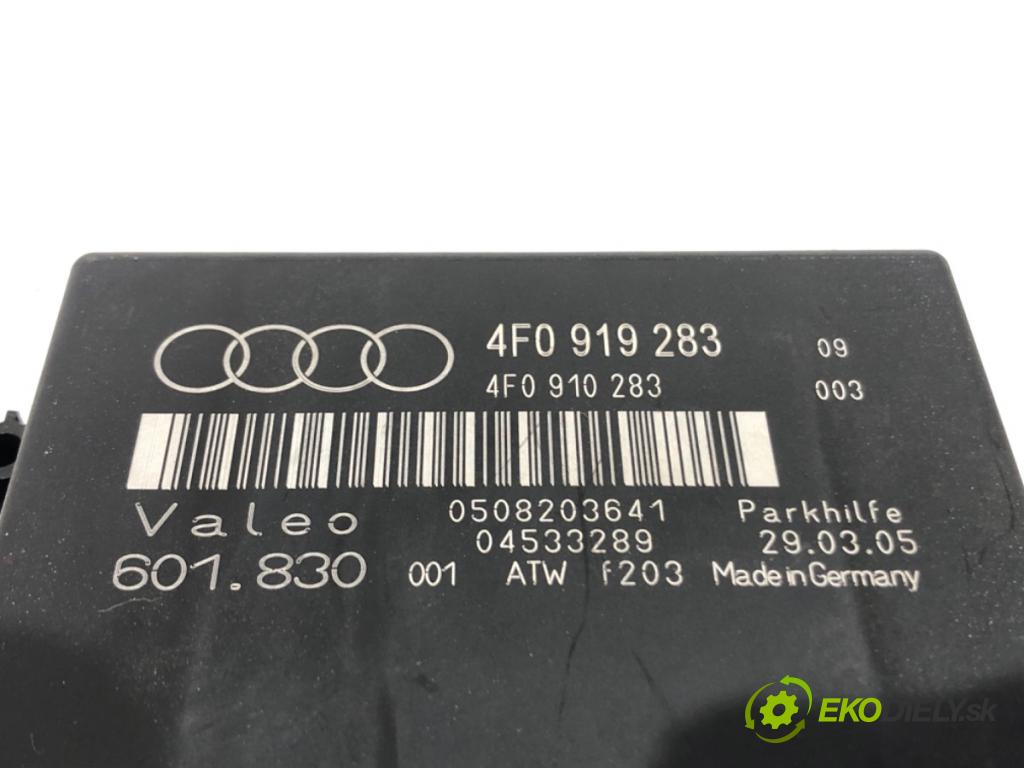 4F0 919 283 09
4F0 910 283 003
Valeo 0508203641 Parkhilfe
04533289 29.03.05
601.830 001 ATW f203 Made in Germany
EKODIELY.sk